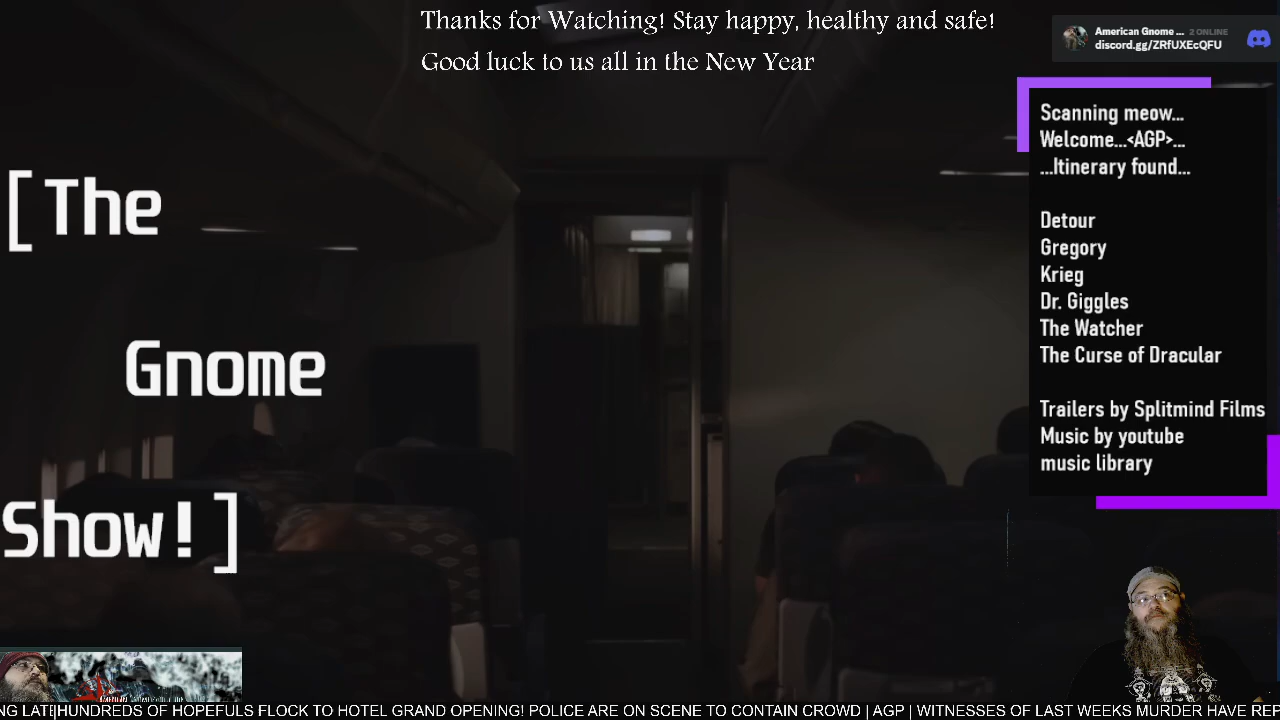 Thanks for Watching! Stay happy, healthy and safe!
Good luck to us all in the New Year
American Gnome ... 2 ONLINE
discord.gg/ZRfUXEcQFU
Scanning meow...
Welcome...<AGP>...
...Itinerary found...
Detour
Gregory
Krieg
Dr. Giggles
The Watcher
The Curse of Dracular
Trailers by Splitmind Films
Music by youtube
music library
[The
Gnome
Show!]
NG LATE|HUNDREDS OF HOPEFULS FLOCK TO HOTEL GRAND OPENING! POLICE ARE ON SCENE TO CONTAIN CROWD | AGP | WITNESSES OF LAST WEEKS MURDER HAVE REP